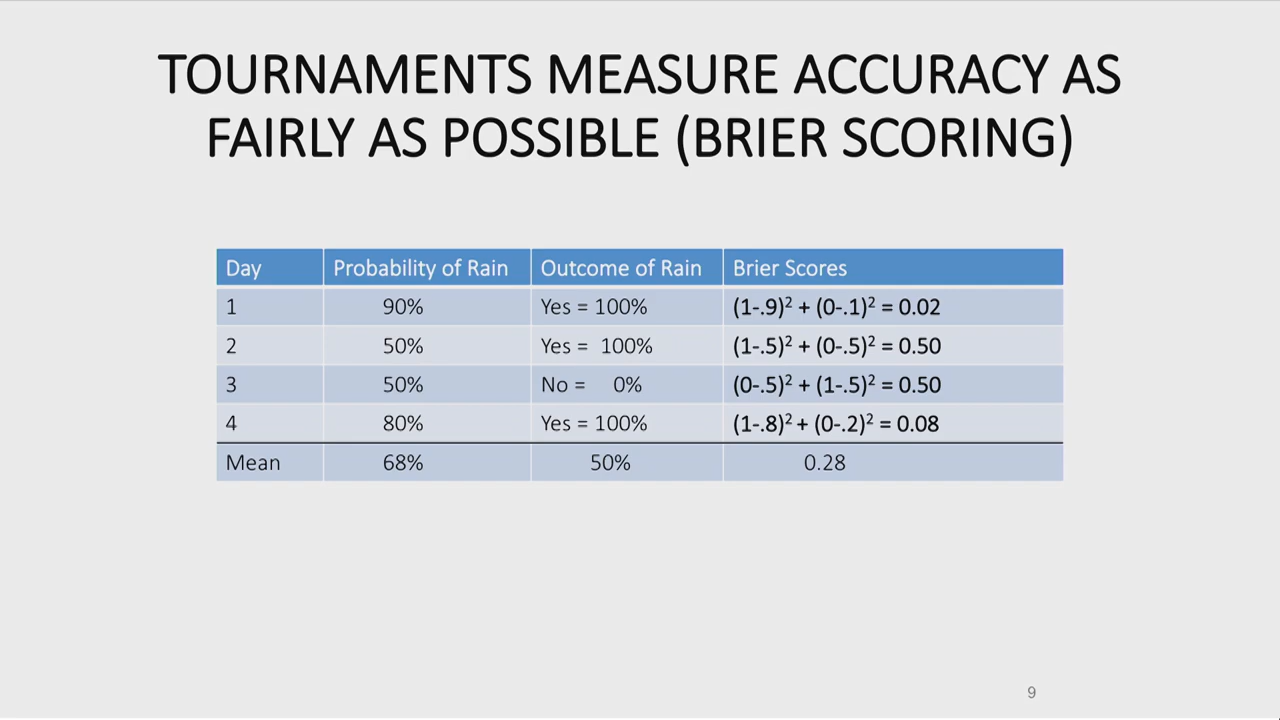 TOURNAMENTS MEASURE ACCURACY AS
FAIRLY AS POSSIBLE (BRIER SCORING)
Day Probability of Rain Outcome of Rain Brier Scores
1 90% Yes = 100% (1-.9)² + (0-.1)² = 0.02
2 50% Yes = 100% (1-.5)² + (0-.5)² = 0.50
3 50% No = 0% (0-.5)² + (1-.5)² = 0.50
4 80% Yes = 100% (1-.8)² + (0-.2)² = 0.08
Mean 68% 50% 0.28
9